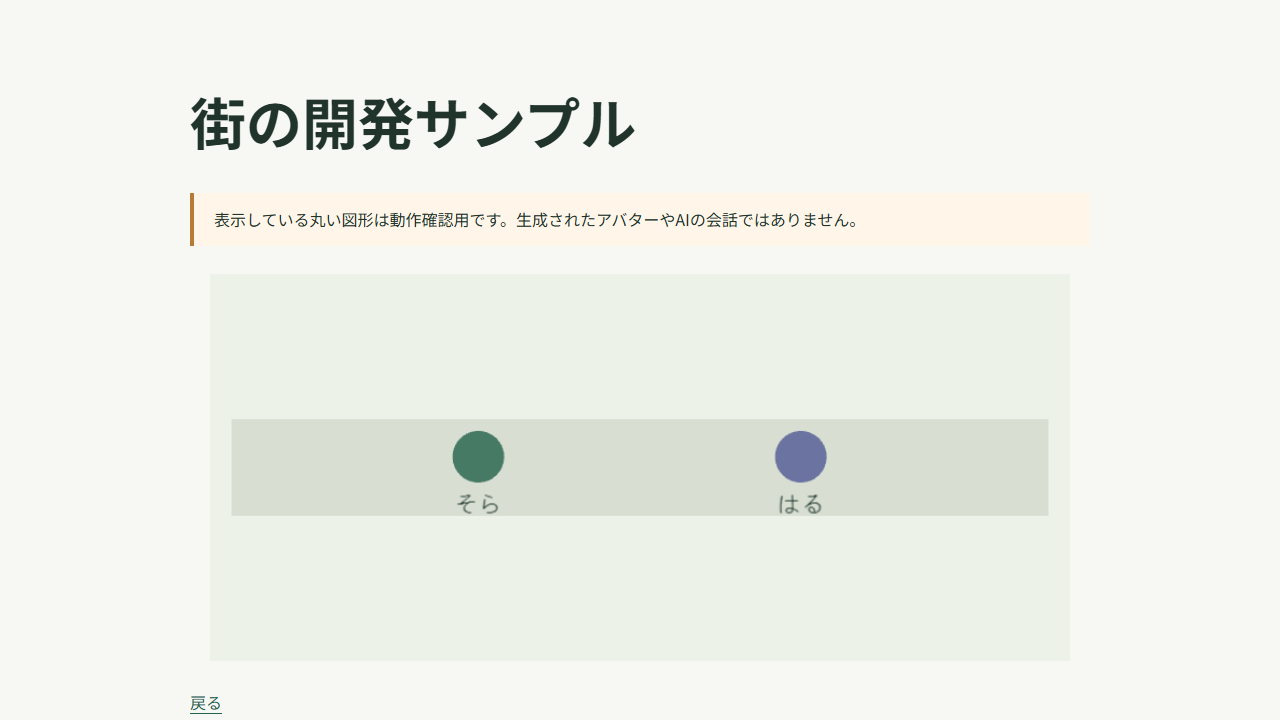 街の開発サンプル
表示している丸い図形は動作確認用です。生成されたアバターやAIの会話ではありません。
そら
はる
戻る